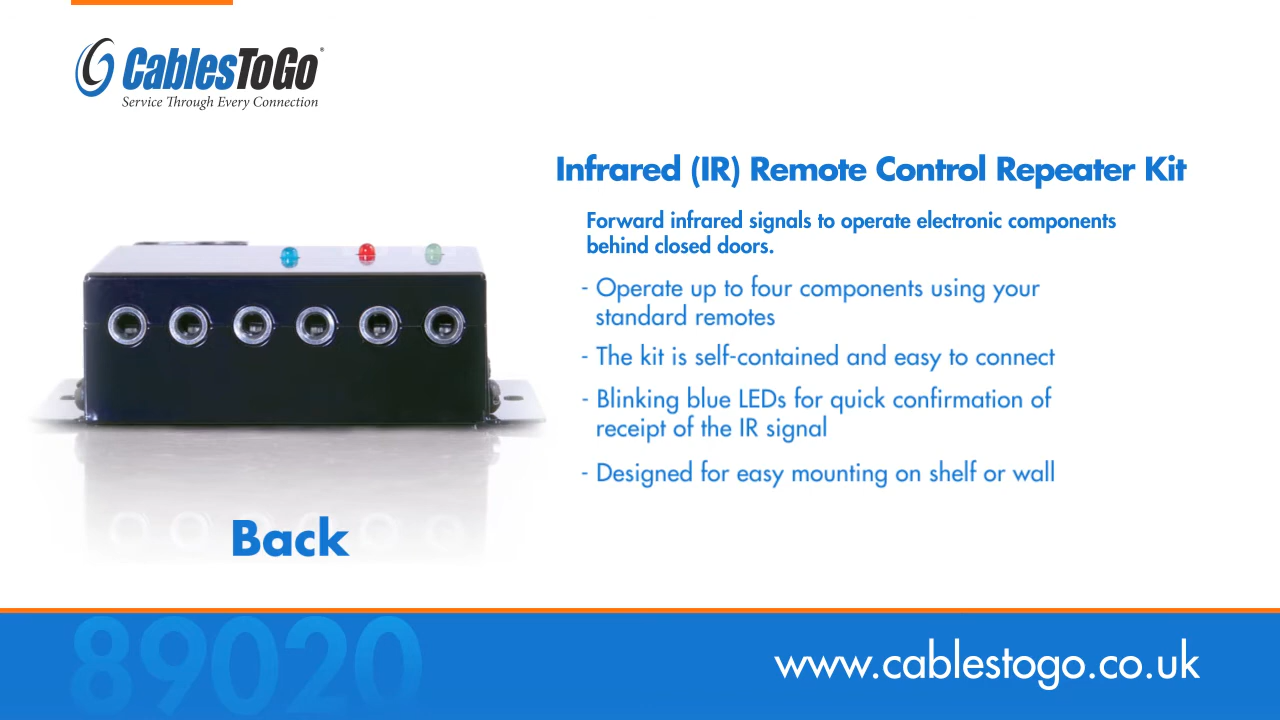 CablesToGo®
Service Through Every Connection
Infrared (IR) Remote Control Repeater Kit
Forward infrared signals to operate electronic components
behind closed doors.
- Operate up to four components using your
standard remotes
- The kit is self-contained and easy to connect
- Blinking blue LEDs for quick confirmation of
receipt of the IR signal
- Designed for easy mounting on shelf or wall
Back
89020
www.cablestogo.co.uk